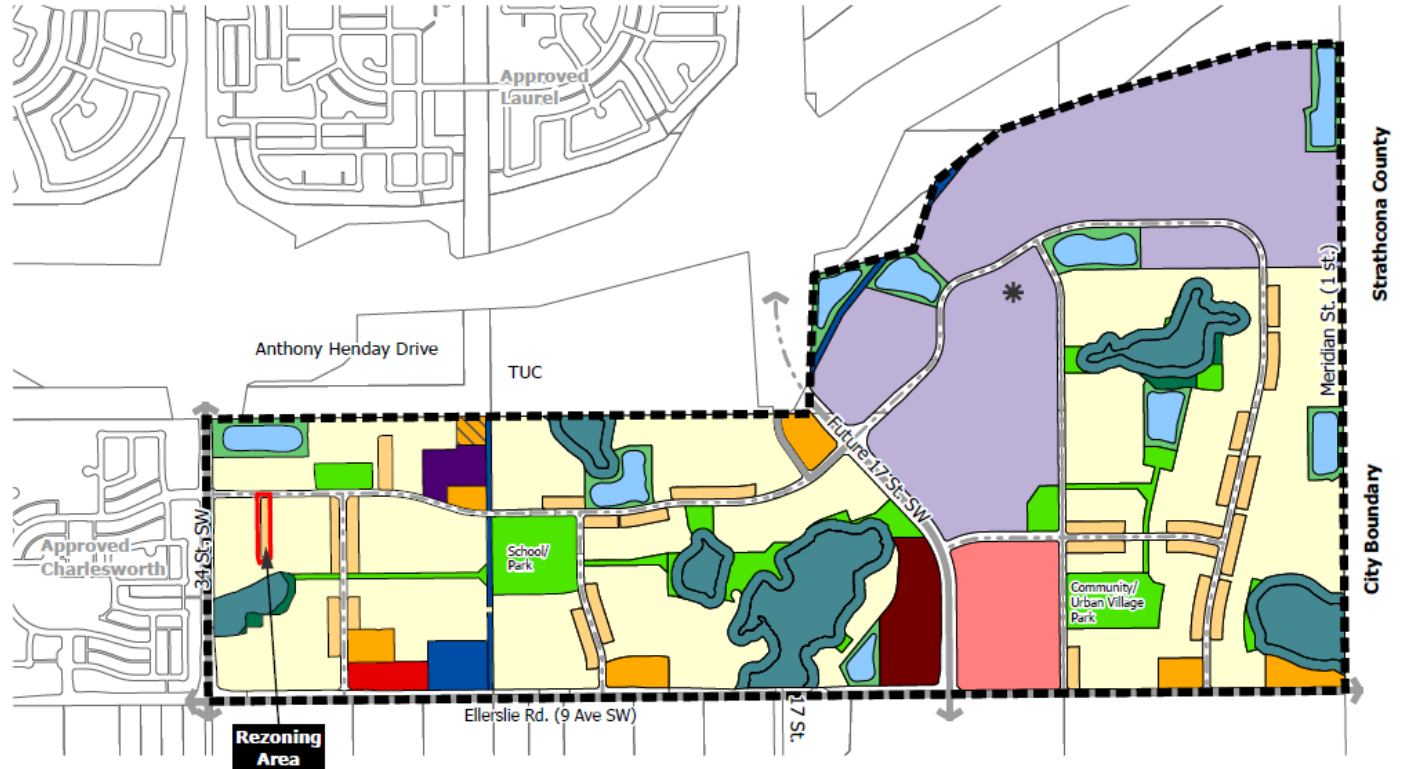 Approved
Laurel
Strathcona County
Meridian St. (1 st.)
Anthony Henday Drive
TUC
Future 17 St. SW
34 St. SW
Approved
Charlesworth
School/
Park
Community/
Urban Village
Park
City Boundary
Ellerslie Rd. (9 Ave SW)
17 St.
Rezoning
Area